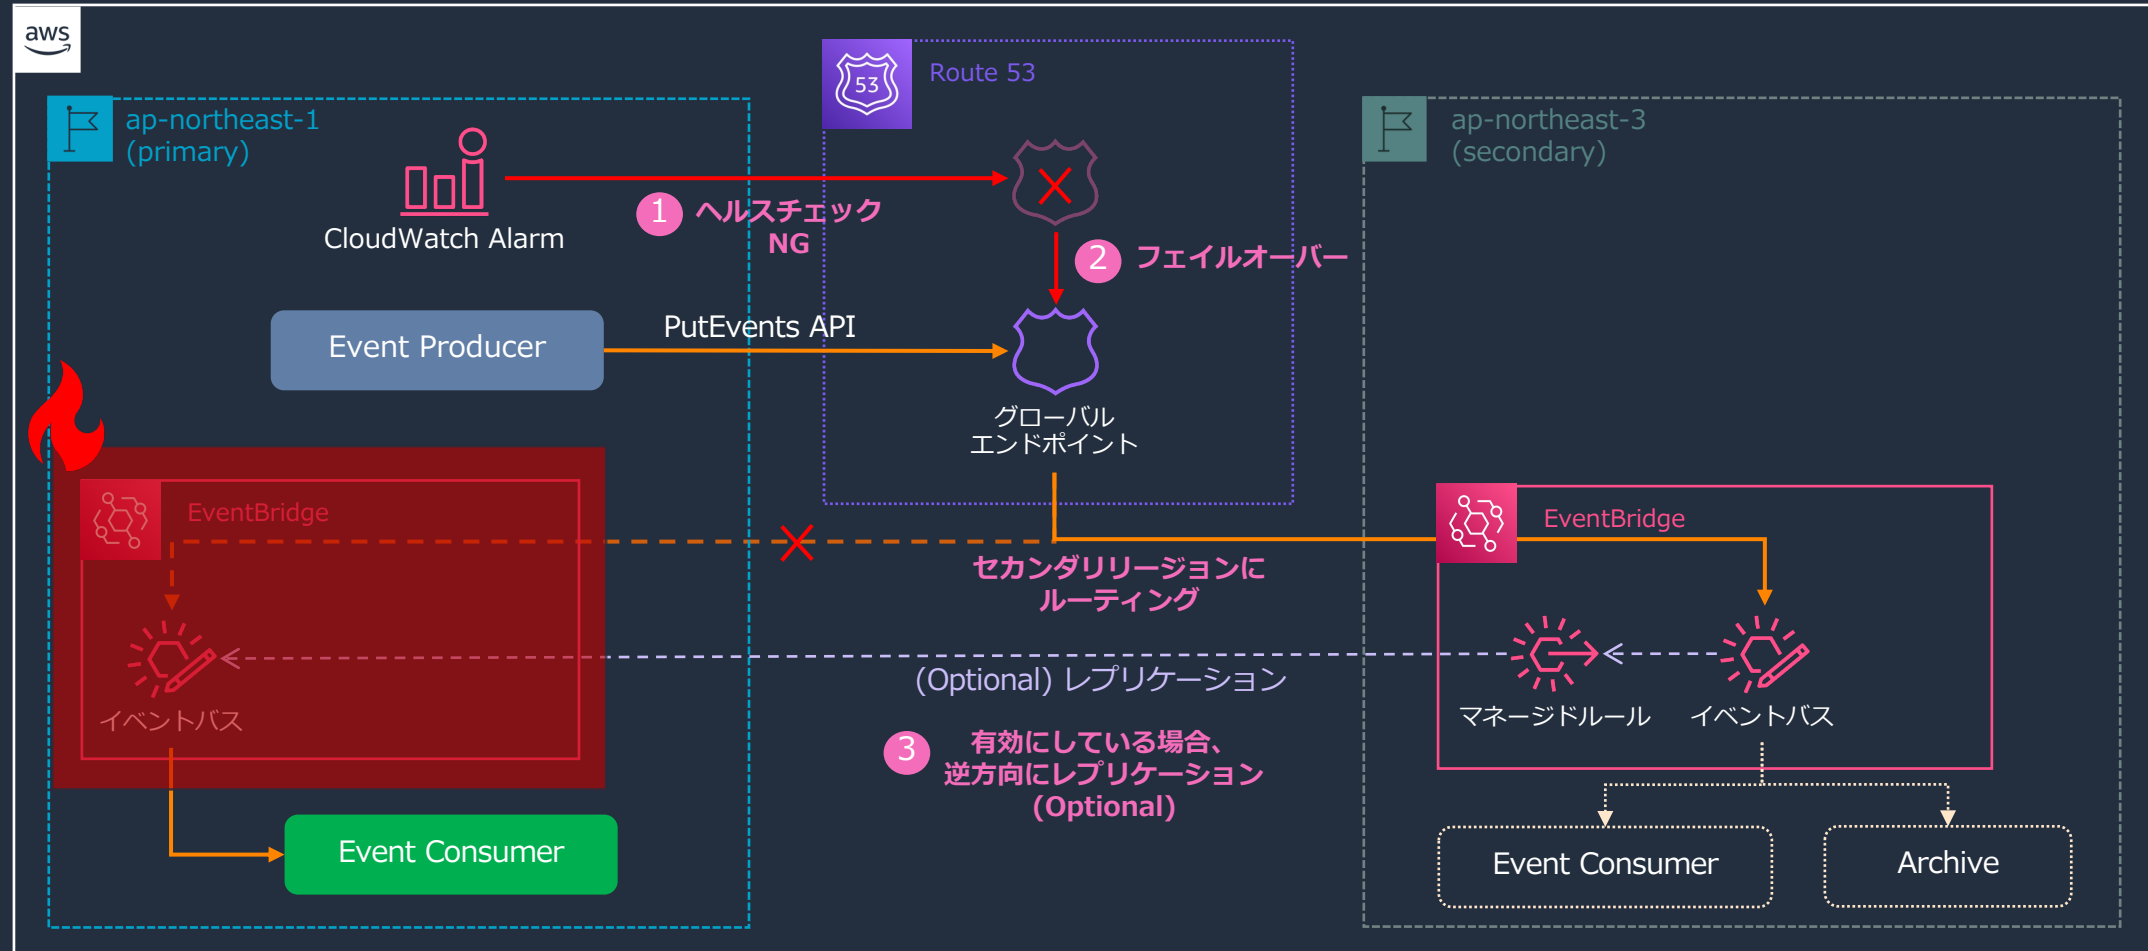 aws
Route 53
53
ap-northeast-1
(primary)
ap-northeast-3
(secondary)
CloudWatch Alarm
1
ヘルスチェック
NG
2
フェイルオーバー
Event Producer
PutEvents API
グローバル
エンドポイント
EventBridge
EventBridge
セカンダリリージョンに
ルーティング
(Optional) レプリケーション
イベントバス
マネージドルール
イベントバス
3
有効にしている場合、
逆方向にレプリケーション
(Optional)
Event Consumer
Event Consumer
Archive